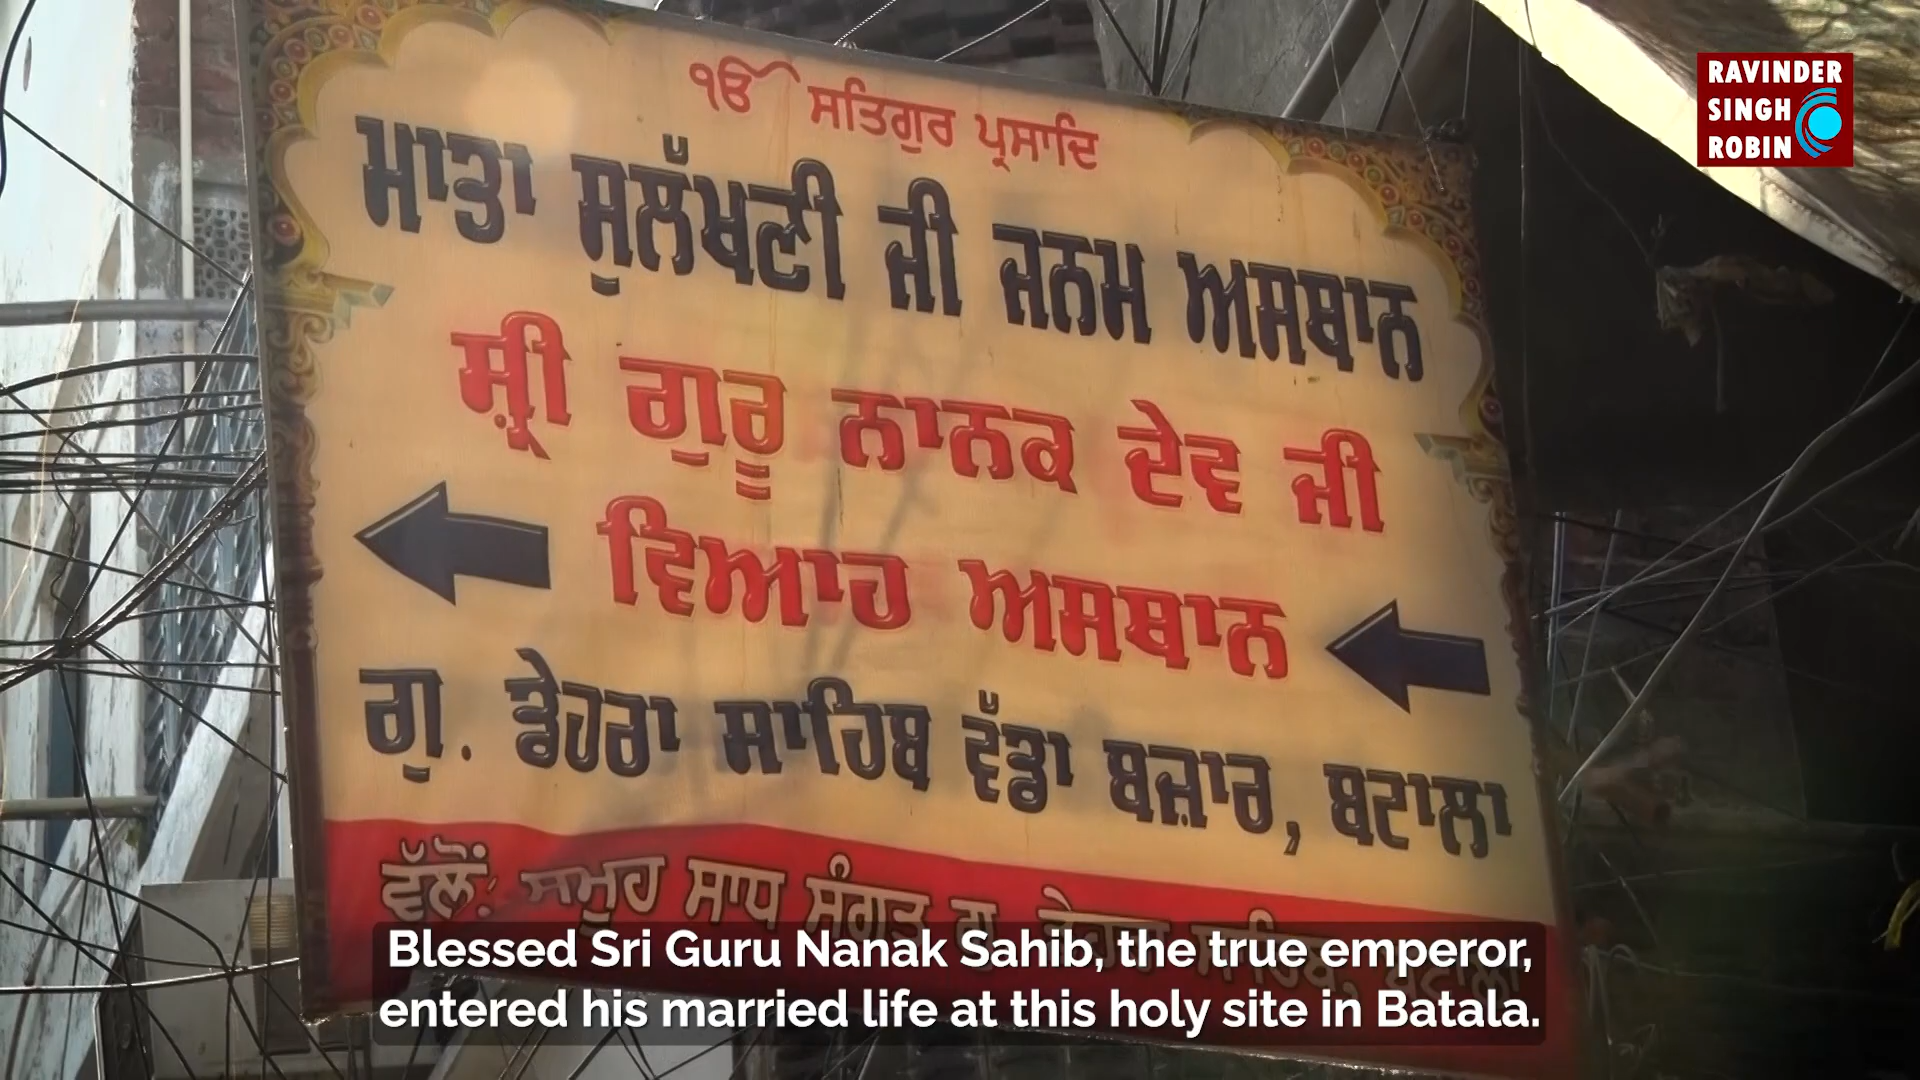 ੴ ਸਤਿਗੁਰ ਪ੍ਰਸਾਦਿ
ਮਾਤਾ ਸੁਲੱਖਣੀ ਜੀ ਜਨਮ ਅਸਥਾਨ
ਸ਼੍ਰੀ ਗੁਰੂ ਨਾਨਕ ਦੇਵ ਜੀ
ਵਿਆਹ ਅਸਥਾਨ
ਗੁ. ਡੇਹਰਾ ਸਾਹਿਬ ਵੱਡਾ ਬਜ਼ਾਰ, ਬਟਾਲਾ
ਵੱਲੋਂ: ਸਮੂਹ ਸਾਧ ਸੰਗਤ
RAVINDER
SINGH
ROBIN
Blessed Sri Guru Nanak Sahib, the true emperor,
entered his married life at this holy site in Batala.